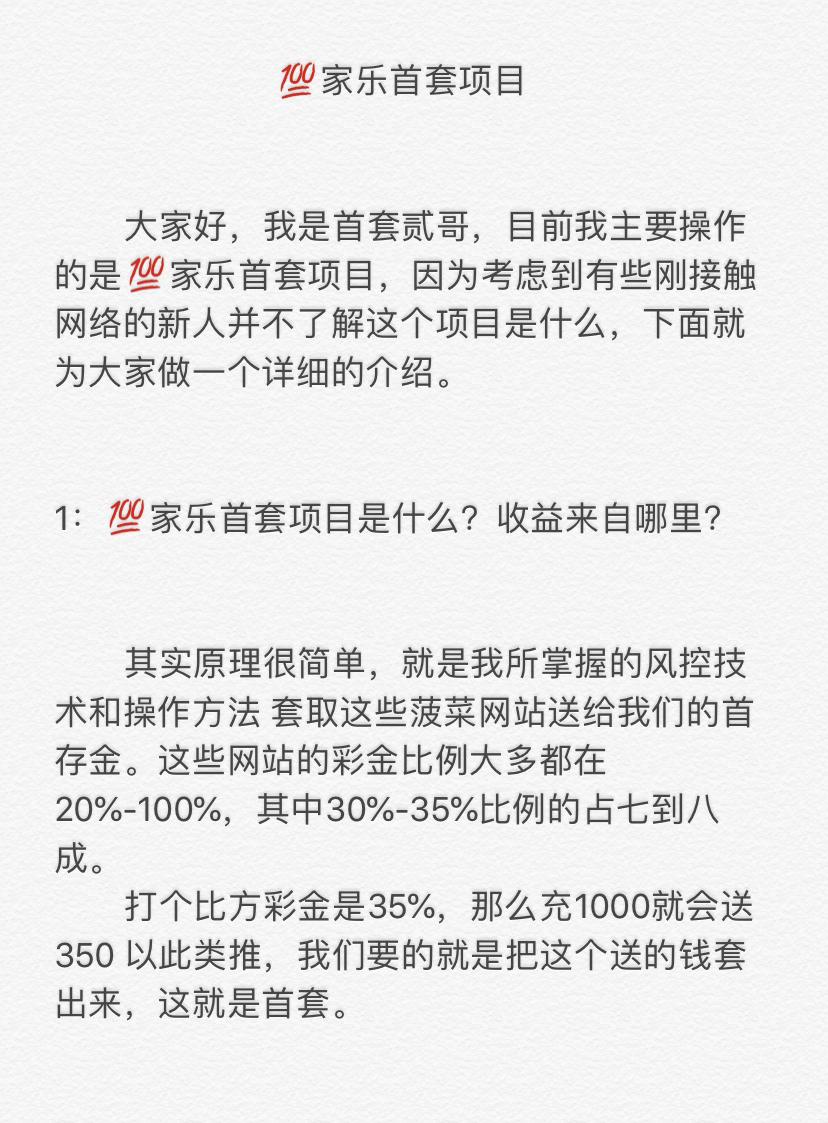 💯家乐首套项目
大家好，我是首套贰哥，目前我主要操作
的是💯家乐首套项目，因为考虑到有些刚接触
网络的新人并不了解这个项目是什么，下面就
为大家做一个详细的介绍。
1：💯家乐首套项目是什么？收益来自哪里？
其实原理很简单，就是我所掌握的风控技
术和操作方法 套取这些菠菜网站送给我们的首
存金。这些网站的彩金比例大多都在
20%-100%，其中30%-35%比例的占七到八
成。
打个比方彩金是35%，那么充1000就会送
350 以此类推，我们要的就是把这个送的钱套
出来，这就是首套。